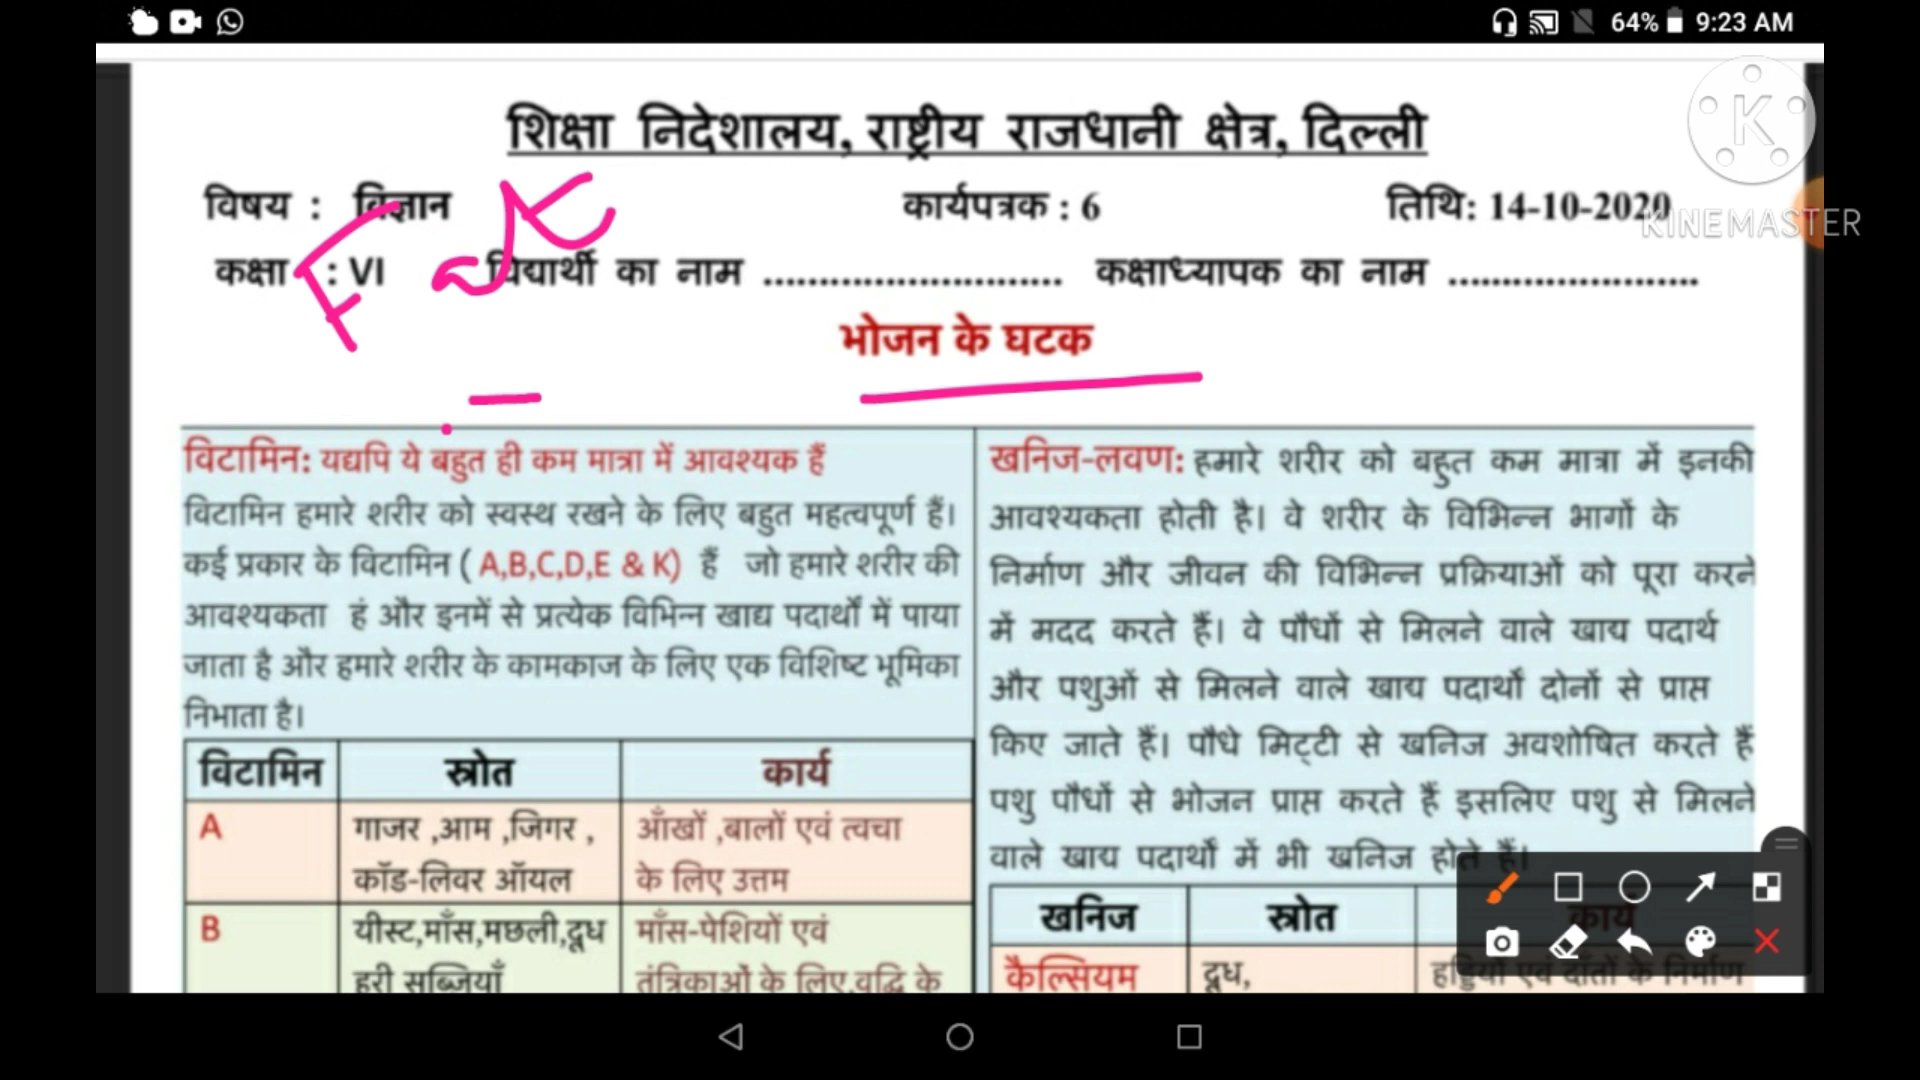 64% 9:23 AM
शिक्षा निदेशालय, राष्ट्रीय राजधानी क्षेत्र, दिल्ली
विषय : विज्ञान कार्यपत्रक : 6 तिथि: 14-10-2020
KINEMASTER
कक्षा : VI विद्यार्थी का नाम ........................... कक्षाध्यापक का नाम .......................
भोजन के घटक
विटामिन: यद्यपि ये बहुत ही कम मात्रा में आवश्यक हैं
विटामिन हमारे शरीर को स्वस्थ रखने के लिए बहुत महत्वपूर्ण हैं।
कई प्रकार के विटामिन ( A,B,C,D,E & K) हैं जो हमारे शरीर की
आवश्यकता हं और इनमें से प्रत्येक विभिन्न खाद्य पदार्थों में पाया
जाता है और हमारे शरीर के कामकाज के लिए एक विशिष्ट भूमिका
निभाता है।
विटामिन स्रोत कार्य
A गाजर ,आम ,जिगर , आँखों ,बालों एवं त्वचा
कॉड-लिवर ऑयल के लिए उत्तम
B यीस्ट,माँस,मछली,दूध माँस-पेशियों एवं
हरी सब्जियाँ तंत्रिकाओं के लिए,वृद्धि के
खनिज-लवण: हमारे शरीर को बहुत कम मात्रा में इनकी
आवश्यकता होती है। वे शरीर के विभिन्न भागों के
निर्माण और जीवन की विभिन्न प्रक्रियाओं को पूरा करने
में मदद करते हैं। वे पौधों से मिलने वाले खाद्य पदार्थ
और पशुओं से मिलने वाले खाद्य पदार्थों दोनों से प्राप्त
किए जाते हैं। पौधे मिट्टी से खनिज अवशोषित करते हैं
पशु पौधों से भोजन प्राप्त करते हैं इसलिए पशु से मिलने
वाले खाद्य पदार्थों में भी खनिज होते हैं।
खनिज स्रोत कार्य
कैल्सियम दूध, हड्डियों एवं दाँतों के निर्माण